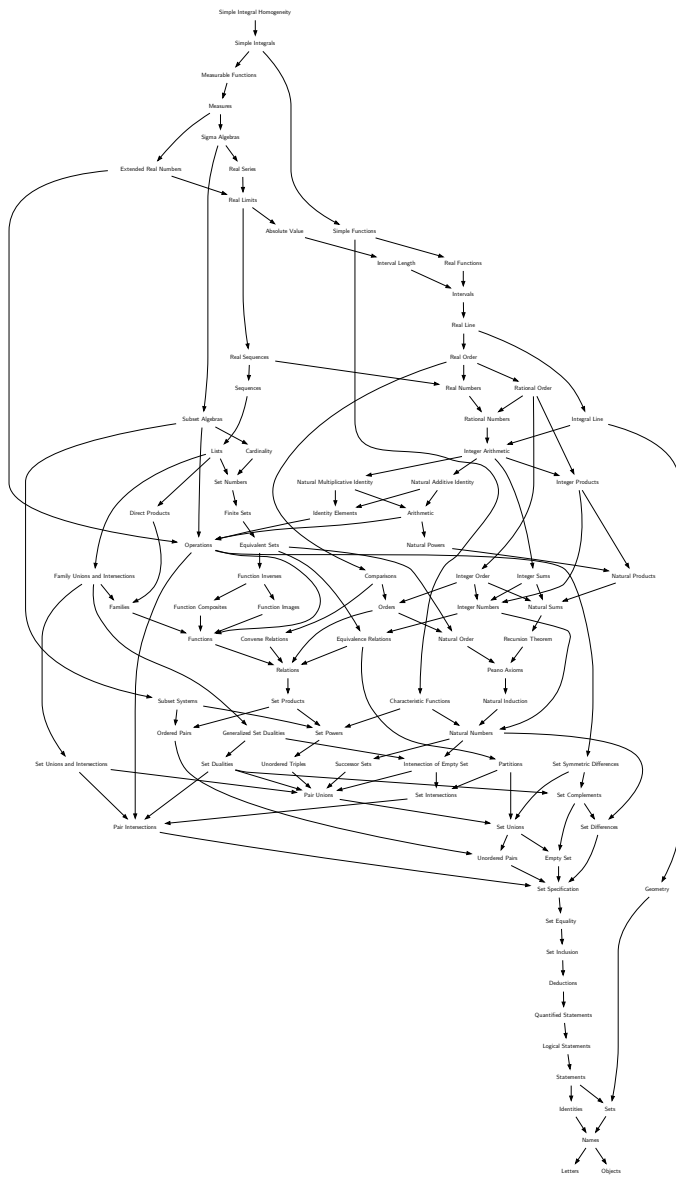 Simple Integral Homogeneity
Simple Integrals
Measurable Functions
Measures
Sigma Algebras
Extended Real Numbers
Real Series
Real Limits
Absolute Value
Simple Functions
Interval Length
Real Functions
Intervals
Real Line
Real Sequences
Real Order
Sequences
Real Numbers
Rational Order
Subset Algebras
Rational Numbers
Integral Line
Lists
Cardinality
Integer Arithmetic
Set Numbers
Natural Multiplicative Identity
Natural Additive Identity
Integer Products
Direct Products
Finite Sets
Identity Elements
Arithmetic
Operations
Equivalent Sets
Natural Powers
Family Unions and Intersections
Function Inverses
Comparisons
Integer Order
Integer Sums
Natural Products
Families
Function Composites
Function Images
Orders
Integer Numbers
Natural Sums
Functions
Converse Relations
Equivalence Relations
Natural Order
Recursion Theorem
Relations
Peano Axioms
Subset Systems
Set Products
Characteristic Functions
Natural Induction
Ordered Pairs
Generalized Set Dualities
Set Powers
Natural Numbers
Set Unions and Intersections
Set Dualities
Unordered Triples
Successor Sets
Intersection of Empty Set
Partitions
Set Symmetric Differences
Pair Unions
Set Intersections
Set Complements
Pair Intersections
Set Unions
Set Differences
Unordered Pairs
Empty Set
Set Specification
Geometry
Set Equality
Set Inclusion
Deductions
Quantified Statements
Logical Statements
Statements
Identities
Sets
Names
Letters
Objects